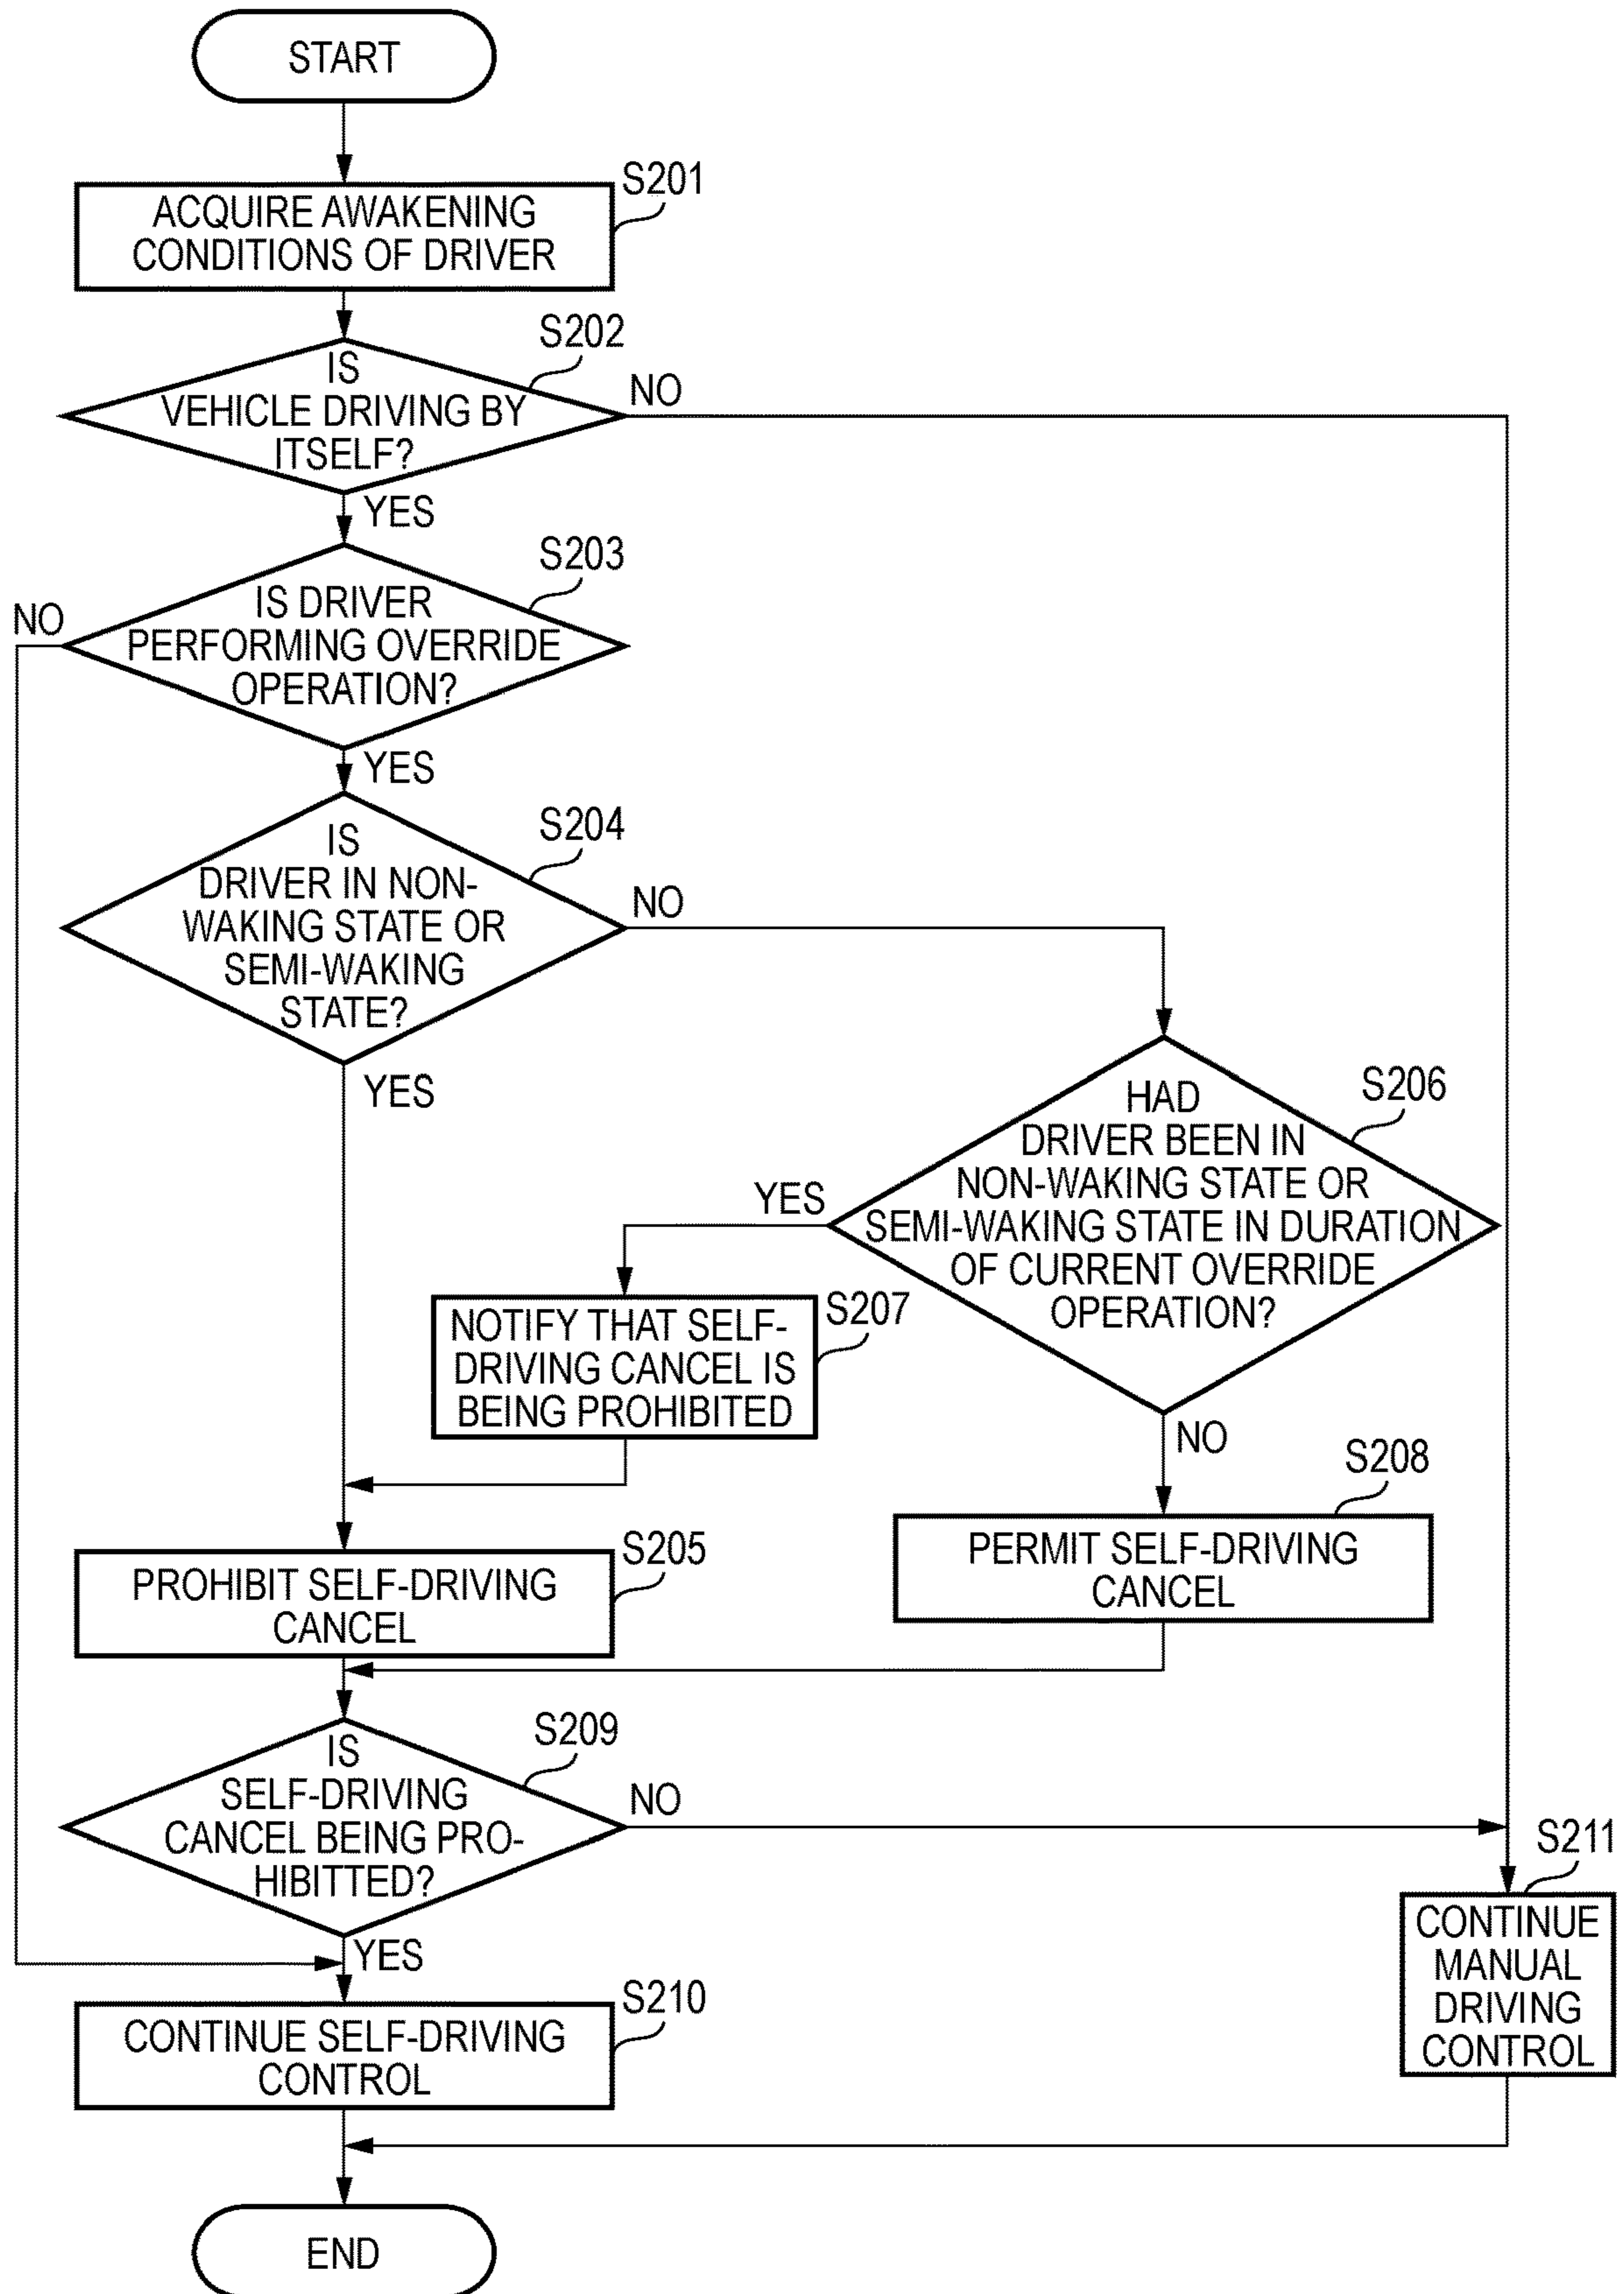 START
S201
ACQUIRE AWAKENING
CONDITIONS OF DRIVER
S202
IS
VEHICLE DRIVING BY
ITSELF?
NO
YES
S203
IS DRIVER
PERFORMING OVERRIDE
OPERATION?
NO
YES
S204
IS
DRIVER IN NON-
WAKING STATE OR
SEMI-WAKING
STATE?
NO
YES
S206
HAD
DRIVER BEEN IN
NON-WAKING STATE OR
SEMI-WAKING STATE IN DURATION
OF CURRENT OVERRIDE
OPERATION?
YES
NO
S207
NOTIFY THAT SELF-
DRIVING CANCEL IS
BEING PROHIBITED
S208
PERMIT SELF-DRIVING
CANCEL
S205
PROHIBIT SELF-DRIVING
CANCEL
S209
IS
SELF-DRIVING
CANCEL BEING PRO-
HIBITTED?
NO
YES
S211
CONTINUE
MANUAL
DRIVING
CONTROL
S210
CONTINUE SELF-DRIVING
CONTROL
END